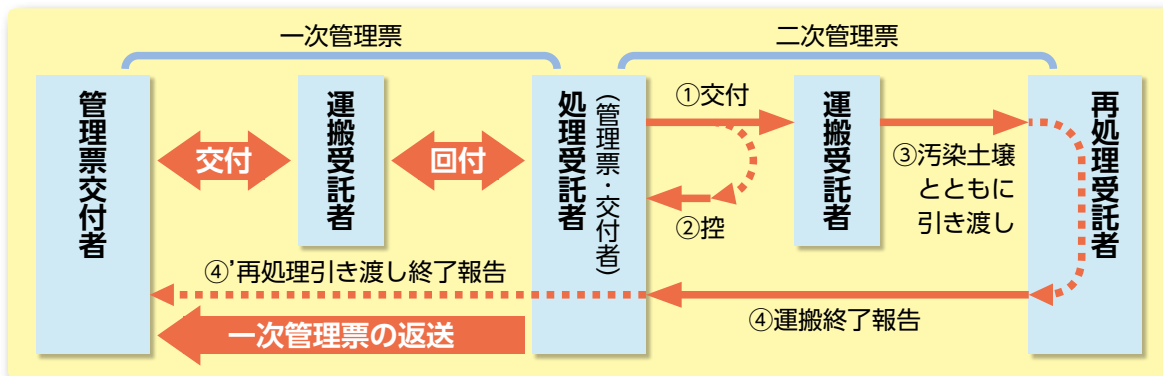 一次管理票
二次管理票
管理票交付者
交付
運搬受託者
回付
処理受託者
（管理票・交付者）
①交付
②控
運搬受託者
③汚染土壌
とともに
引き渡し
再処理受託者
④'再処理引き渡し終了報告
④運搬終了報告
一次管理票の返送